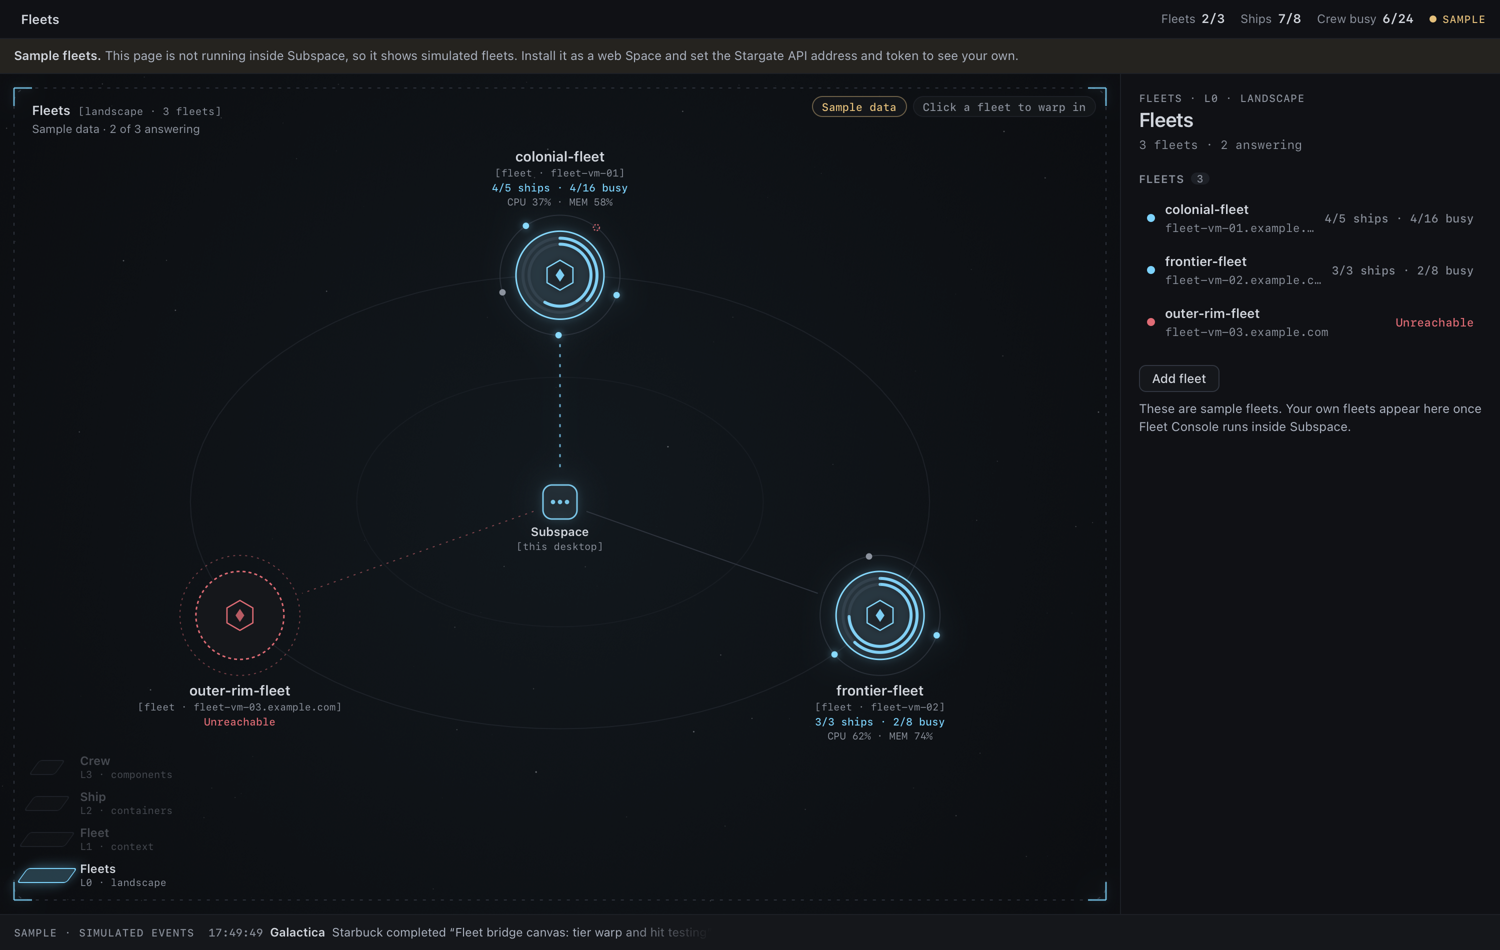 Fleets
Fleets 2/3 Ships 7/8 Crew busy 6/24 SAMPLE
Sample fleets. This page is not running inside Subspace, so it shows simulated fleets. Install it as a web Space and set the Stargate API address and token to see your own.
Fleets [landscape · 3 fleets]
Sample data · 2 of 3 answering
Sample data
Click a fleet to warp in
colonial-fleet
[fleet · fleet-vm-01]
4/5 ships · 4/16 busy
CPU 37% · MEM 58%
Subspace
[this desktop]
outer-rim-fleet
[fleet · fleet-vm-03.example.com]
Unreachable
frontier-fleet
[fleet · fleet-vm-02]
3/3 ships · 2/8 busy
CPU 62% · MEM 74%
Crew
L3 · components
Ship
L2 · containers
Fleet
L1 · context
Fleets
L0 · landscape
FLEETS · L0 · LANDSCAPE
Fleets
3 fleets · 2 answering
FLEETS 3
colonial-fleet
fleet-vm-01.example.… 4/5 ships · 4/16 busy
frontier-fleet
fleet-vm-02.example.c… 3/3 ships · 2/8 busy
outer-rim-fleet
fleet-vm-03.example.com Unreachable
Add fleet
These are sample fleets. Your own fleets appear here once
Fleet Console runs inside Subspace.
SAMPLE · SIMULATED EVENTS 17:49:49 Galactica Starbuck completed “Fleet bridge canvas: tier warp and hit testing”